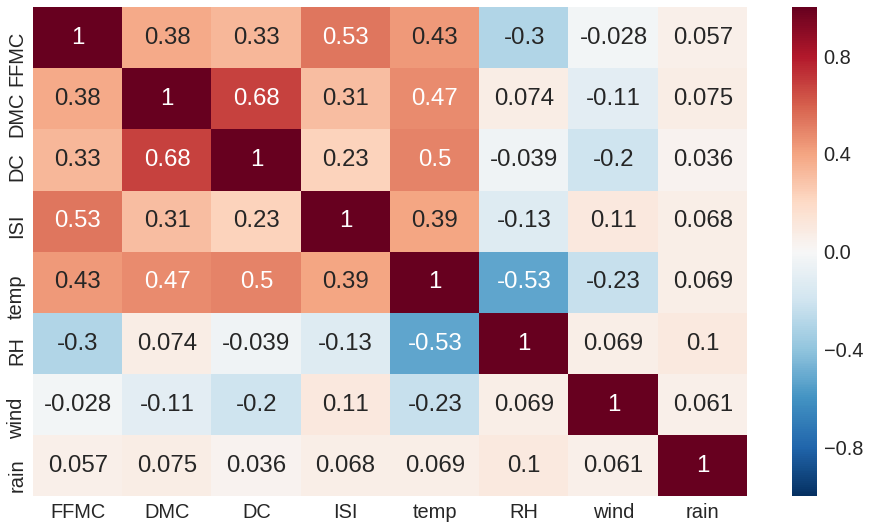 FFMC 1 0.38 0.33 0.53 0.43 -0.3 -0.028 0.057
DMC 0.38 1 0.68 0.31 0.47 0.074 -0.11 0.075
DC 0.33 0.68 1 0.23 0.5 -0.039 -0.2 0.036
ISI 0.53 0.31 0.23 1 0.39 -0.13 0.11 0.068
temp 0.43 0.47 0.5 0.39 1 -0.53 -0.23 0.069
RH -0.3 0.074 -0.039 -0.13 -0.53 1 0.069 0.1
wind -0.028 -0.11 -0.2 0.11 -0.23 0.069 1 0.061
rain 0.057 0.075 0.036 0.068 0.069 0.1 0.061 1
FFMC DMC DC ISI temp RH wind rain
0.8
0.4
0.0
−0.4
−0.8